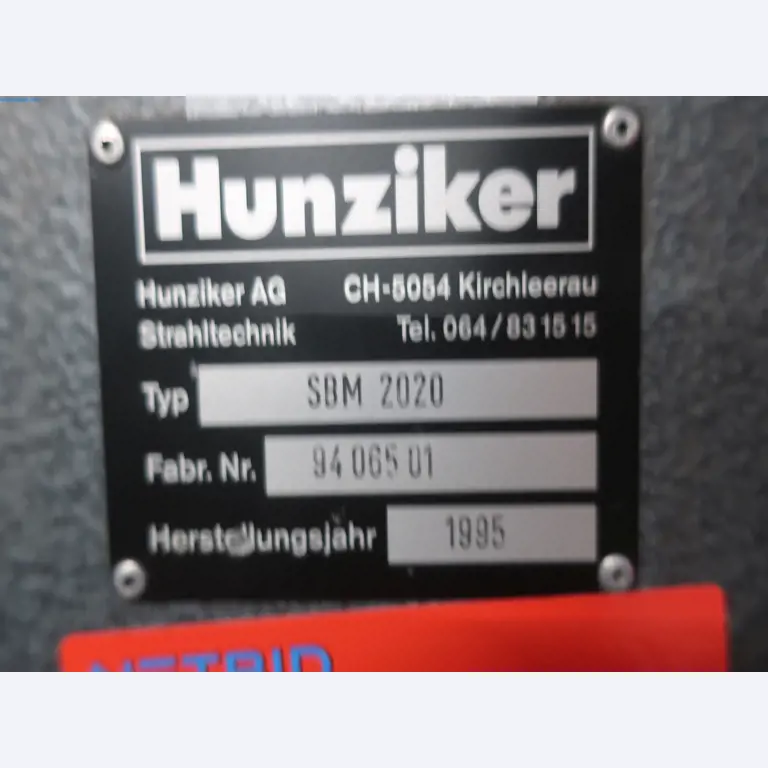 Hunziker
Hunziker AG CH-5054 Kirchleerau
Strahltechnik Tel. 064/83 15 15
Typ SBM 2020
Fabr. Nr. 94 065 01
Herstellungsjahr 1995
NETBID